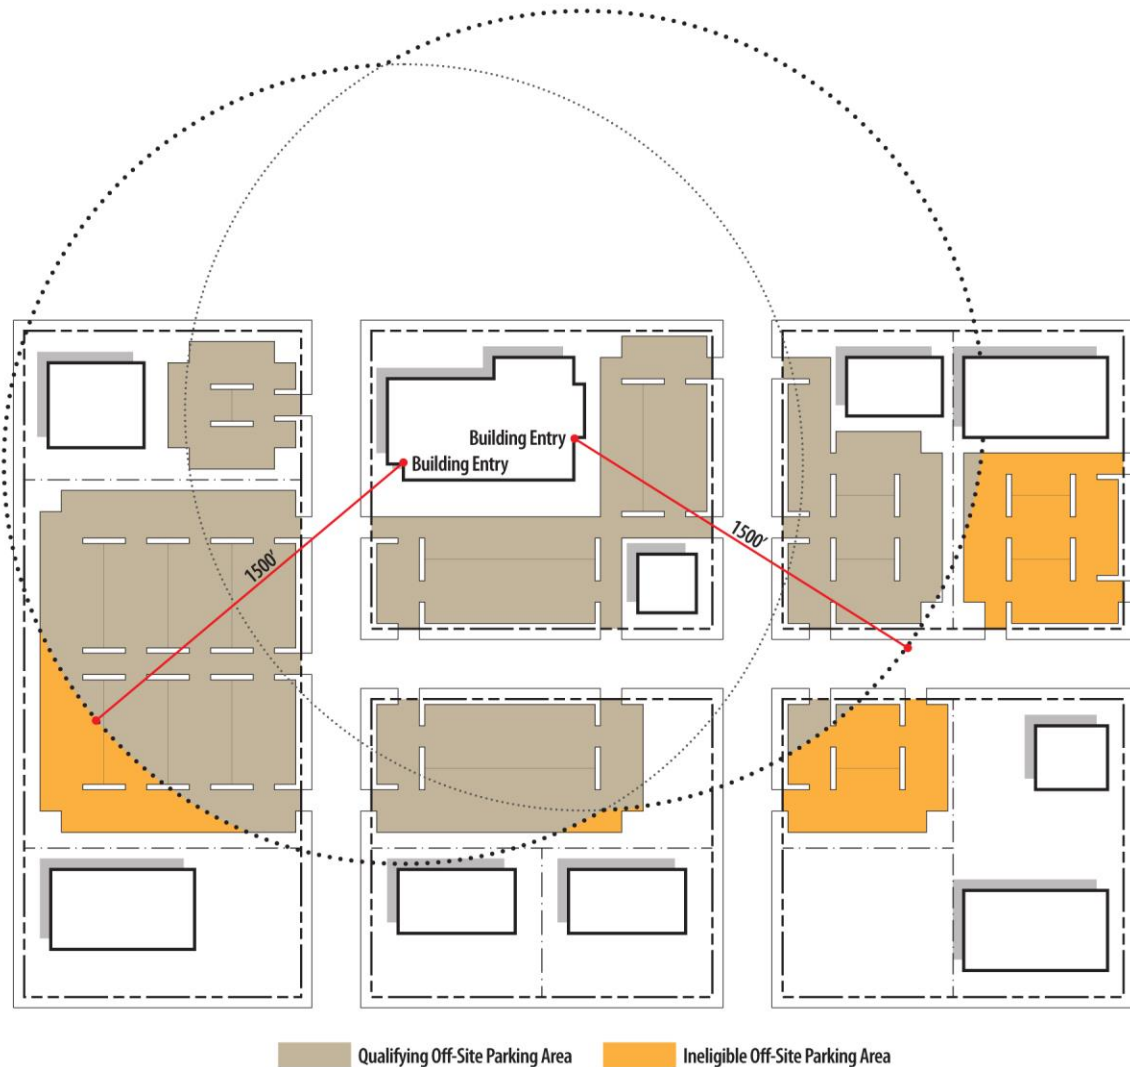 Building Entry
Building Entry
1500′
1500′
Qualifying Off-Site Parking Area
Ineligible Off-Site Parking Area